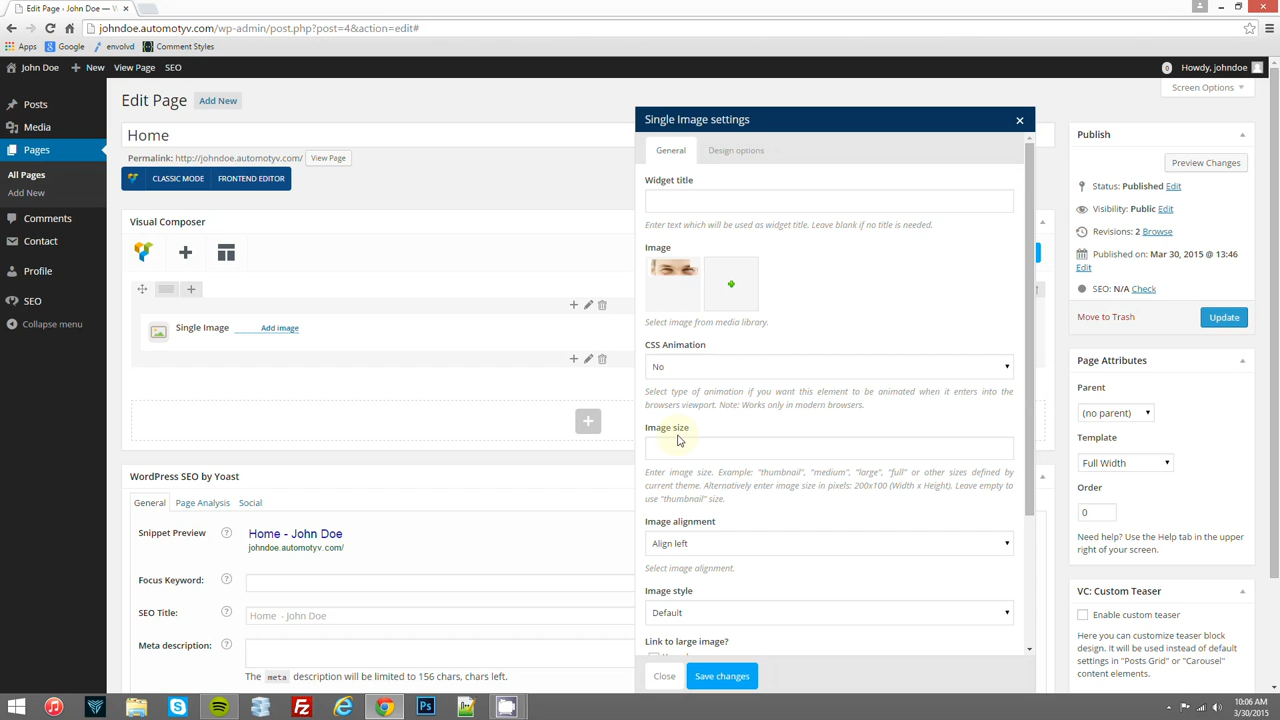 Edit Page ‹ John Doe — W
johndoe.automotyv.com/wp-admin/post.php?post=4&action=edit#
Apps Google envolvd Comment Styles
John Doe New View Page SEO 0 Howdy, johndoe
Screen Options
Posts
Media
Pages
All Pages
Add New
Comments
Contact
Profile
SEO
Collapse menu
Edit Page Add New
Home
Permalink: http://johndoe.automotyv.com/ View Page
CLASSIC MODE FRONTEND EDITOR
Visual Composer
Single Image Add image
WordPress SEO by Yoast
General Page Analysis Social
Snippet Preview ? Home - John Doe
johndoe.automotyv.com/
Focus Keyword: ?
SEO Title: ? Home - John Doe
Meta description: ?
The meta description will be limited to 156 chars, chars left.
Single Image settings
General Design options
Widget title
Enter text which will be used as widget title. Leave blank if no title is needed.
Image
Select image from media library.
CSS Animation
No
Select type of animation if you want this element to be animated when it enters into the
browsers viewport. Note: Works only in modern browsers.
Image size
Enter image size. Example: "thumbnail", "medium", "large", "full" or other sizes defined by
current theme. Alternatively enter image size in pixels: 200x100 (Width x Height). Leave empty to
use "thumbnail" size.
Image alignment
Align left
Select image alignment.
Image style
Default
Link to large image?
Close Save changes
Publish
Preview Changes
Status: Published Edit
Visibility: Public Edit
Revisions: 2 Browse
Published on: Mar 30, 2015 @ 13:46
Edit
SEO: N/A Check
Move to Trash Update
Page Attributes
Parent
(no parent)
Template
Full Width
Order
0
Need help? Use the Help tab in the upper
right of your screen.
VC: Custom Teaser
Enable custom teaser
Here you can customize teaser block
design. It will be used instead of default
settings in "Posts Grid" or "Carousel"
content elements.
10:06 AM
3/30/2015